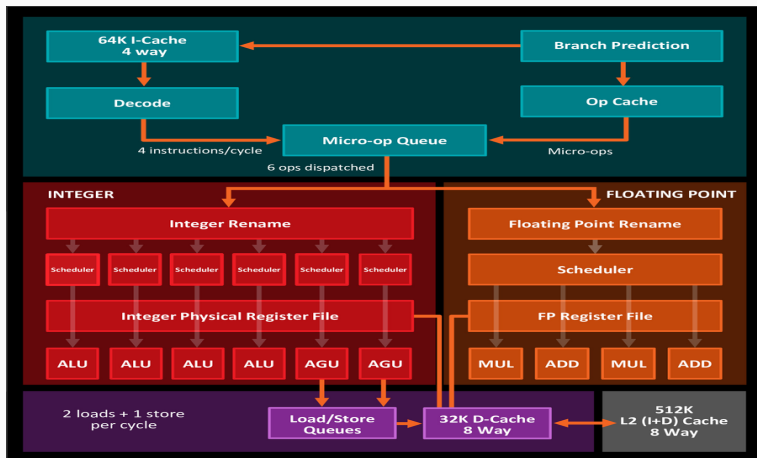 64K I-Cache
4 way
Branch Prediction
Decode
Op Cache
Micro-op Queue
4 instructions/cycle
Micro-ops
6 ops dispatched
INTEGER
FLOATING POINT
Integer Rename
Floating Point Rename
Scheduler
Scheduler
Scheduler
Scheduler
Scheduler
Scheduler
Scheduler
Integer Physical Register File
FP Register File
ALU
ALU
ALU
ALU
AGU
AGU
MUL
ADD
MUL
ADD
2 loads + 1 store
per cycle
Load/Store
Queues
32K D-Cache
8 Way
512K
L2 (I+D) Cache
8 Way